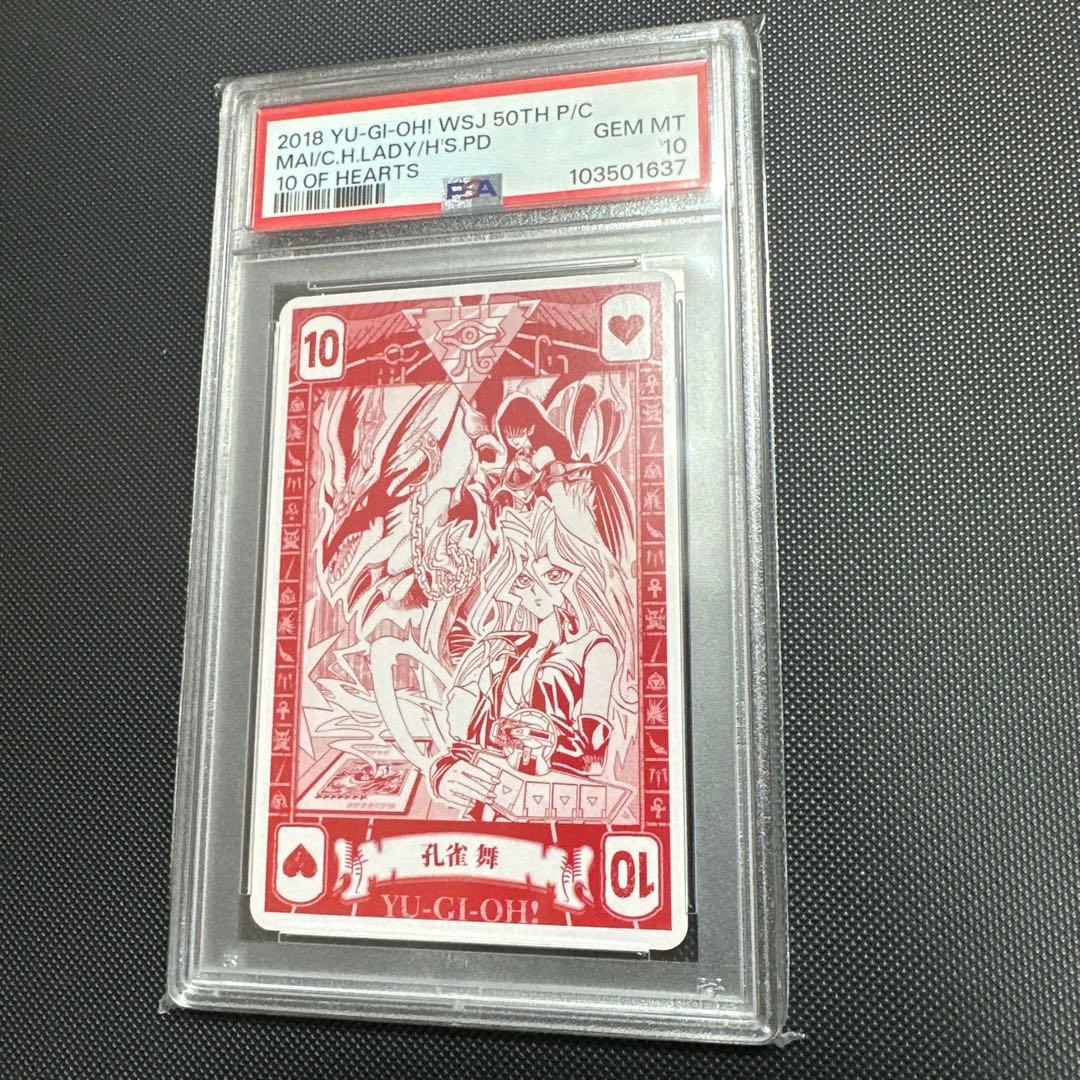 2018 YU-GI-OH! WSJ 50TH P/C
MAI/C.H.LADY/H'S.PD
10 OF HEARTS
GEM MT
10
103501637
PSA
10
孔雀 舞
10
YU-GI-OH!